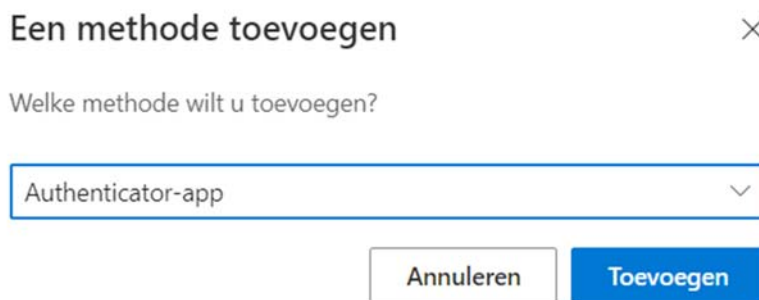 Een methode toevoegen
Welke methode wilt u toevoegen?
Authenticator-app
Annuleren
Toevoegen